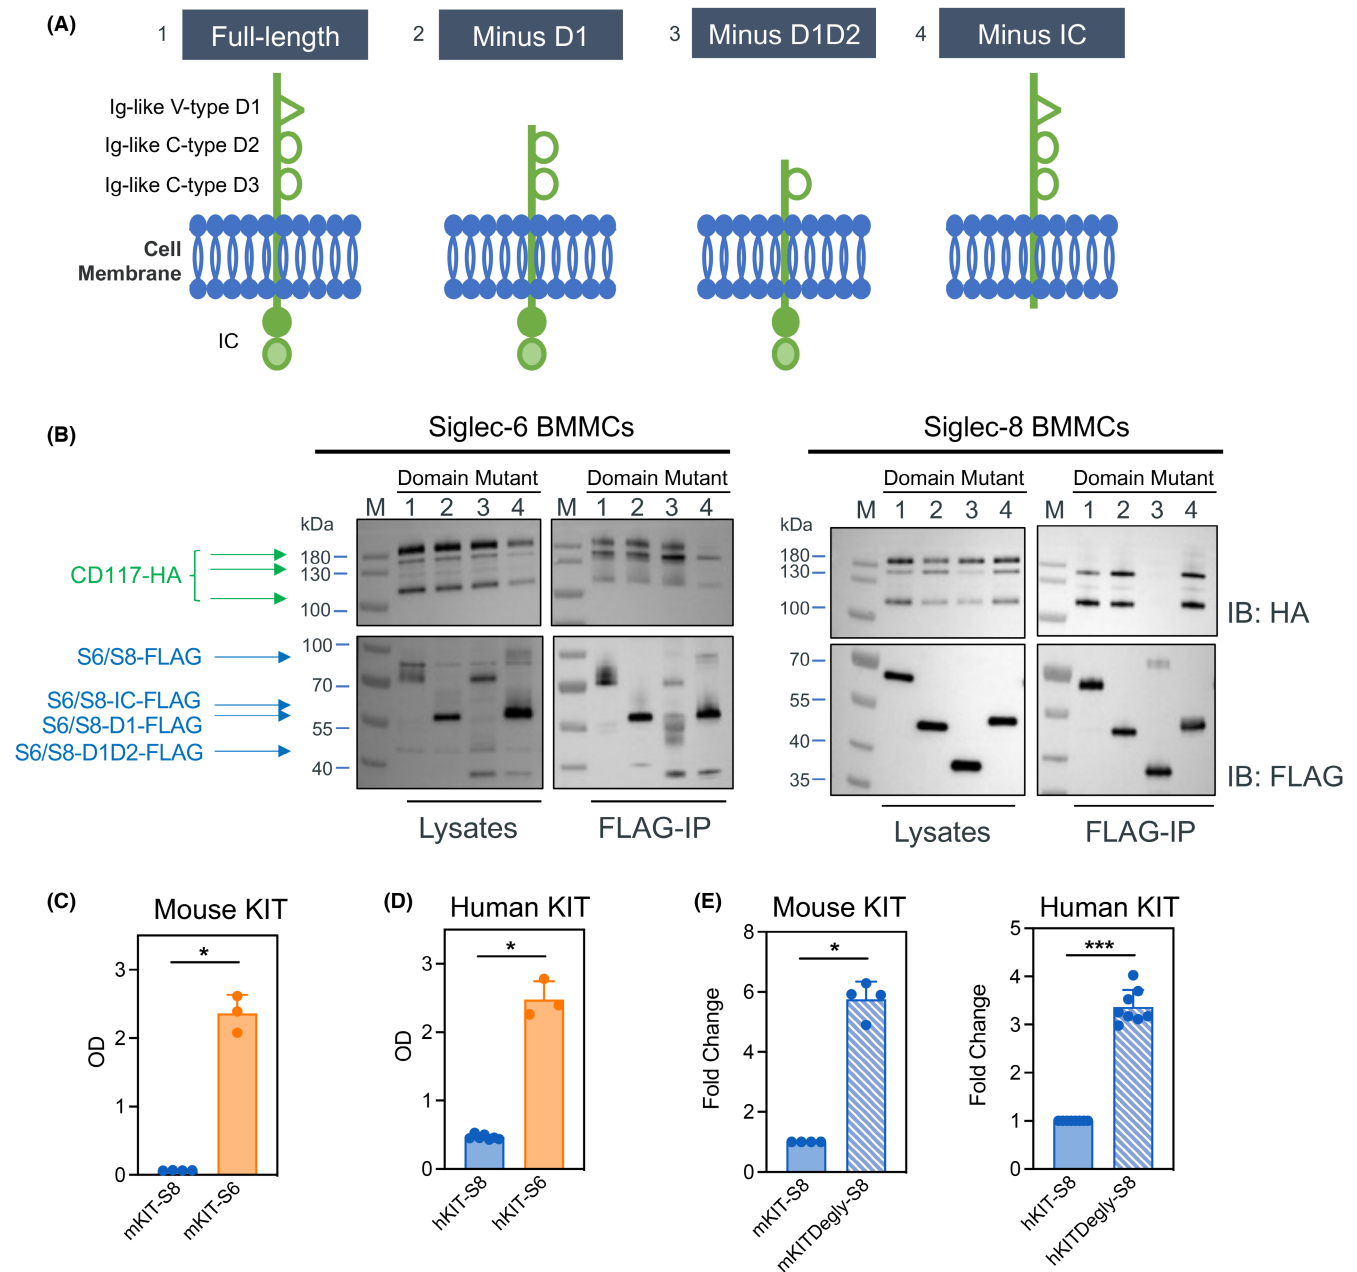 (A)
1 Full-length
2 Minus D1
3 Minus D1D2
4 Minus IC
Ig-like V-type D1
Ig-like C-type D2
Ig-like C-type D3
Cell
Membrane
IC
(B)
Siglec-6 BMMCs
Siglec-8 BMMCs
Domain Mutant
Domain Mutant
Domain Mutant
Domain Mutant
M 1 2 3 4
M 1 2 3 4
M 1 2 3 4
M 1 2 3 4
kDa
180
130
100
100
70
55
40
kDa
180
130
100
70
55
40
35
CD117-HA
S6/S8-FLAG
S6/S8-IC-FLAG
S6/S8-D1-FLAG
S6/S8-D1D2-FLAG
IB: HA
IB: FLAG
Lysates
FLAG-IP
Lysates
FLAG-IP
(C)
Mouse KIT
*
OD
3
2
1
0
mKIT-S8
mKIT-S6
(D)
Human KIT
*
OD
3
2
1
0
hKIT-S8
hKIT-S6
(E)
Mouse KIT
*
Fold Change
8
6
4
2
0
mKIT-S8
mKITDegly-S8
Human KIT
***
Fold Change
5
4
3
2
1
0
hKIT-S8
hKITDegly-S8